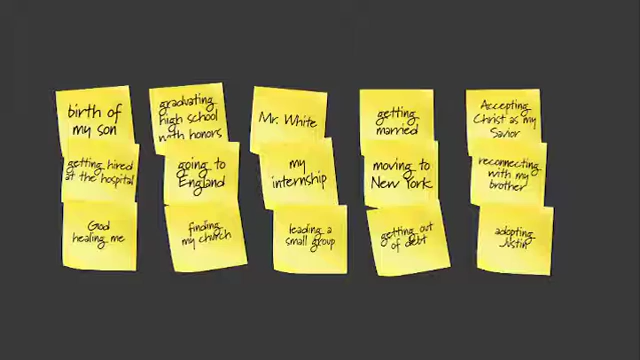 birth of
my son
graduating
high school
with honors
Mr. White
getting
married
Accepting
Christ as my
Savior
getting hired
at the hospital
going to
England
my
internship
moving to
New York
reconnecting
with my
brother
God
healing me
finding
my church
leading a
small group
getting out
of debt
adopting
Justin